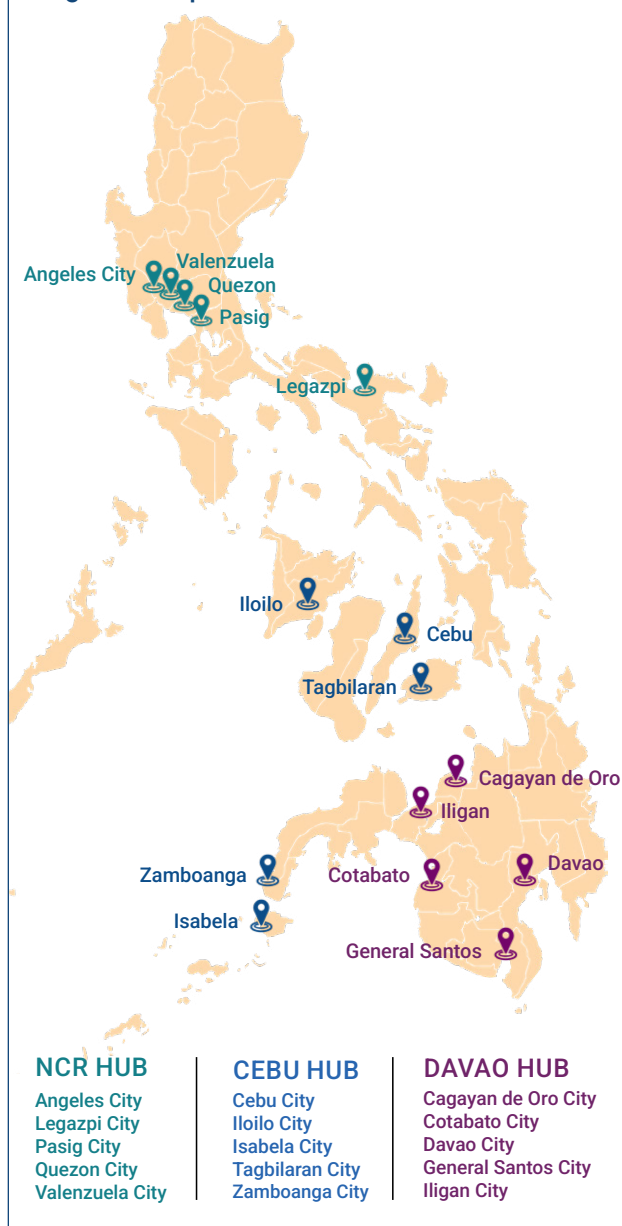 Valenzuela
Angeles City
Quezon
Pasig
Legazpi
Iloilo
Cebu
Tagbilaran
Cagayan de Oro
Iligan
Zamboanga
Cotabato
Davao
Isabela
General Santos
NCR HUB
Angeles City
Legazpi City
Pasig City
Quezon City
Valenzuela City
CEBU HUB
Cebu City
Iloilo City
Isabela City
Tagbilaran City
Zamboanga City
DAVAO HUB
Cagayan de Oro City
Cotabato City
Davao City
General Santos City
Iligan City